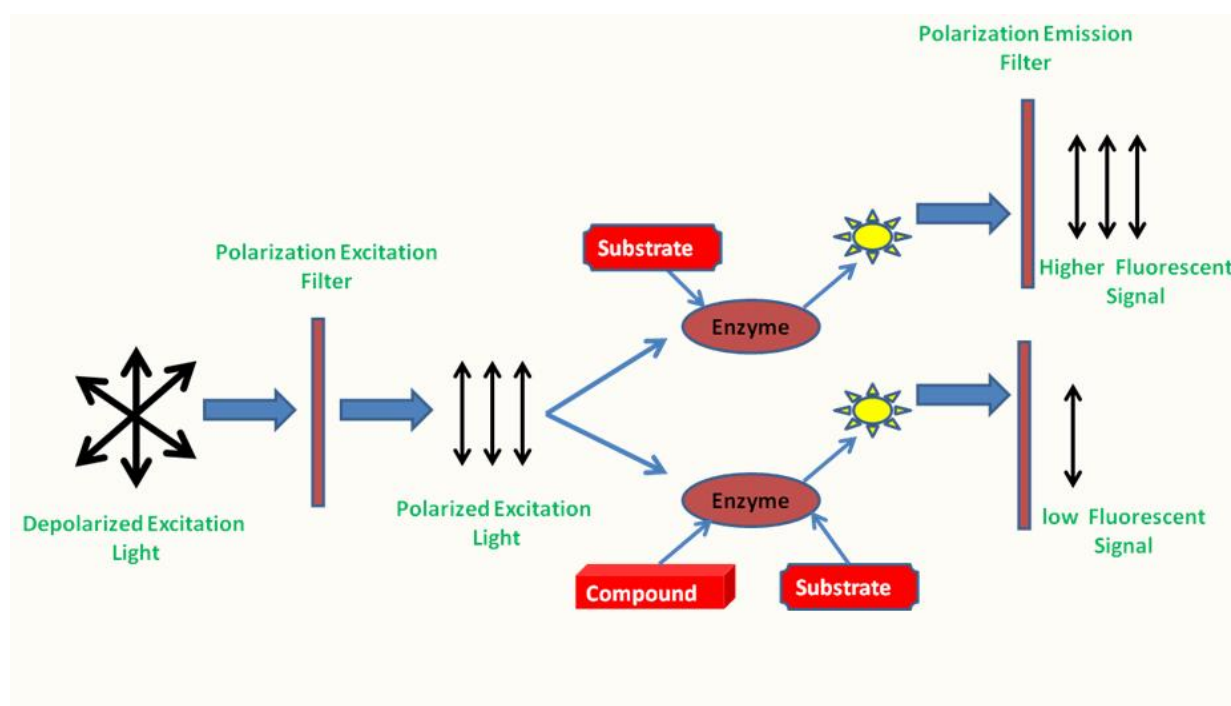 Polarization Emission
Filter
Substrate
Polarization Excitation
Filter
Higher Fluorescent
Signal
Enzyme
Enzyme
Polarized Excitation
Light
Depolarized Excitation
Light
low Fluorescent
Signal
Compound
Substrate